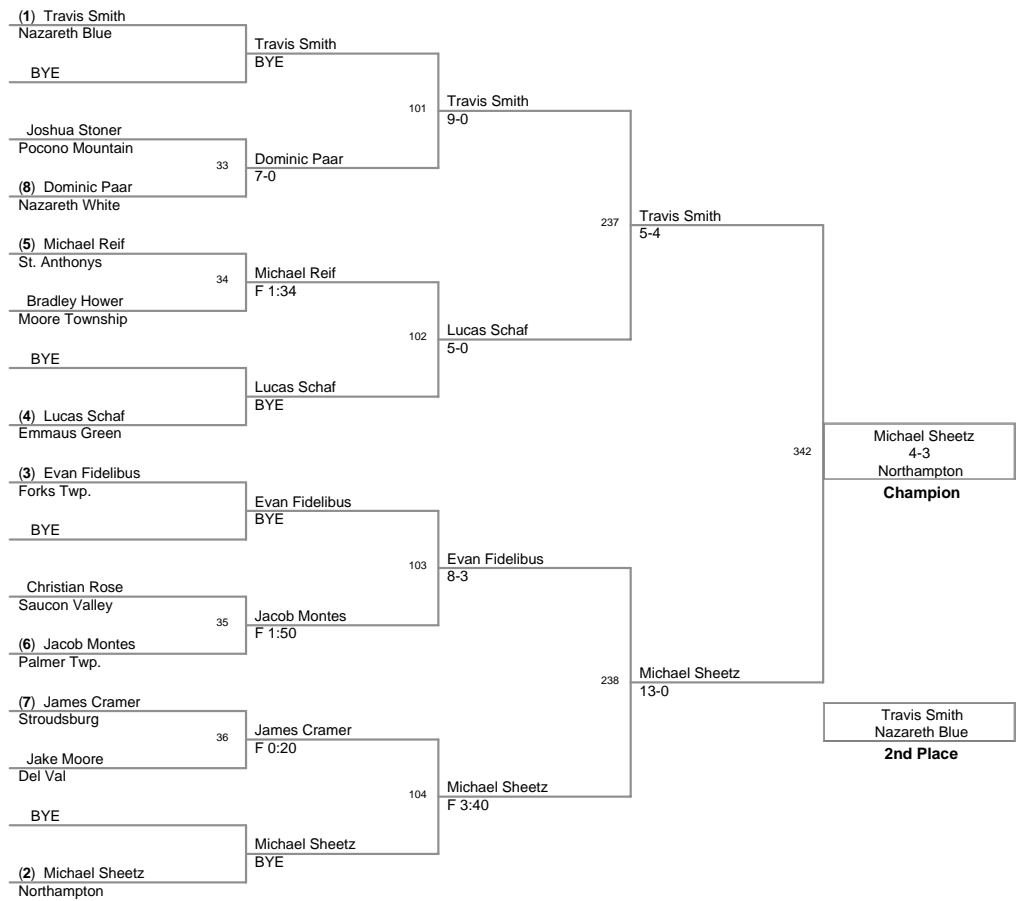 (1) Travis Smith
Nazareth Blue
BYE
Joshua Stoner
Pocono Mountain
(8) Dominic Paar
Nazareth White
(5) Michael Reif
St. Anthonys
Bradley Hower
Moore Township
BYE
(4) Lucas Schaf
Emmaus Green
(3) Evan Fidelibus
Forks Twp.
BYE
Christian Rose
Saucon Valley
(6) Jacob Montes
Palmer Twp.
(7) James Cramer
Stroudsburg
Jake Moore
Del Val
BYE
(2) Michael Sheetz
Northampton
Travis Smith
BYE
33
Dominic Paar
7-0
34
Michael Reif
F 1:34
Lucas Schaf
BYE
Evan Fidelibus
BYE
35
Jacob Montes
F 1:50
36
James Cramer
F 0:20
Michael Sheetz
BYE
101
Travis Smith
9-0
102
Lucas Schaf
5-0
103
Evan Fidelibus
8-3
104
Michael Sheetz
F 3:40
237
Travis Smith
5-4
238
Michael Sheetz
13-0
342
Michael Sheetz
4-3
Northampton
Champion
Travis Smith
Nazareth Blue
2nd Place